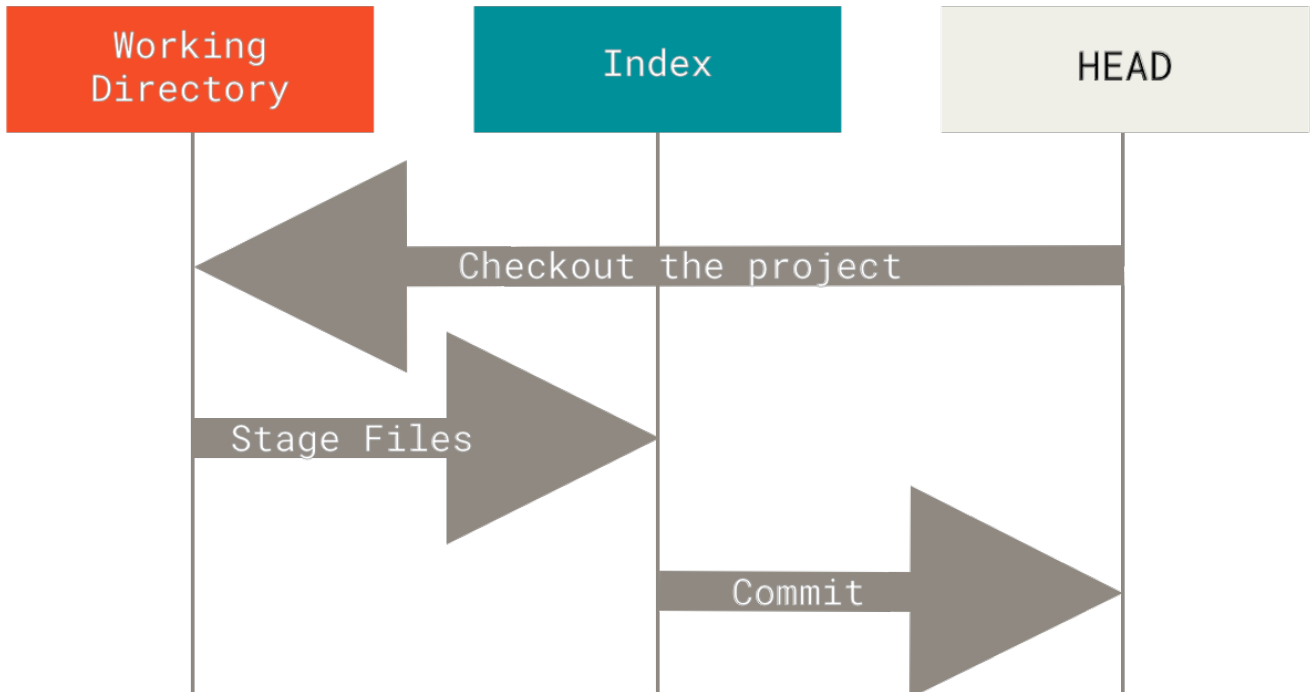 Working
Directory
Index
HEAD
Checkout the project
Stage Files
Commit